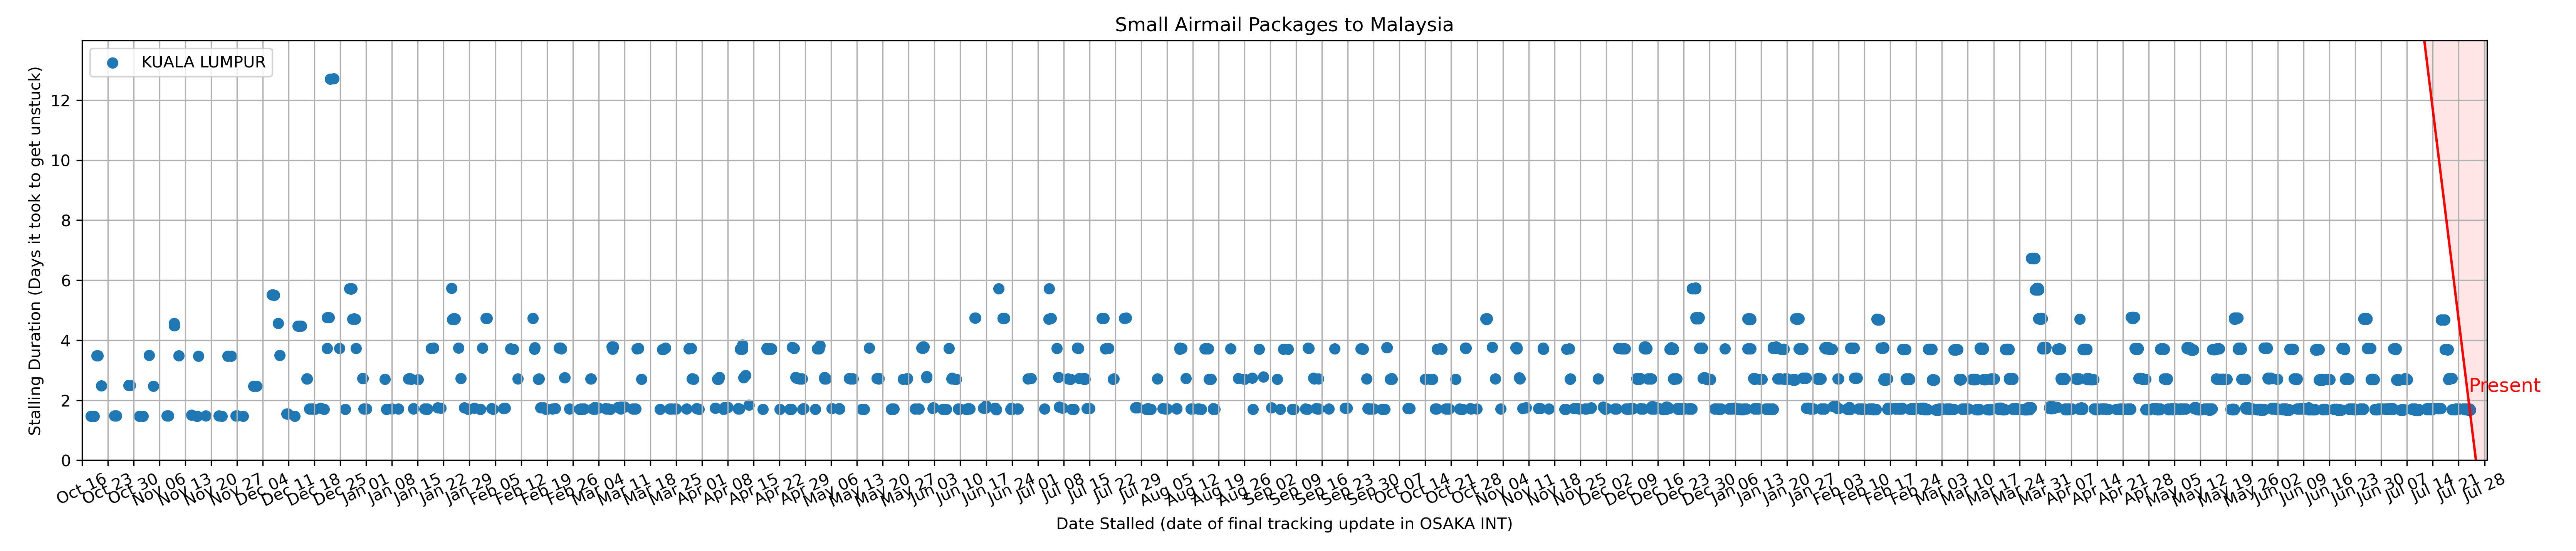 Small Airmail Packages to Malaysia
KUALA LUMPUR
Stalling Duration (Days it took to get unstuck)
12
10
8
6
4
2
0
Present
Oct 16
Oct 23
Oct 30
Nov 06
Nov 13
Nov 20
Nov 27
Dec 04
Dec 11
Dec 18
Dec 25
Jan 01
Jan 08
Jan 15
Jan 22
Jan 29
Feb 05
Feb 12
Feb 19
Feb 26
Mar 04
Mar 11
Mar 18
Mar 25
Apr 01
Apr 08
Apr 15
Apr 22
Apr 29
May 06
May 13
May 20
May 27
Jun 03
Jun 10
Jun 17
Jun 24
Jul 01
Jul 08
Jul 15
Jul 22
Jul 29
Aug 05
Aug 12
Aug 19
Aug 26
Sep 02
Sep 09
Sep 16
Sep 23
Sep 30
Oct 07
Oct 14
Oct 21
Oct 28
Nov 04
Nov 11
Nov 18
Nov 25
Dec 02
Dec 09
Dec 16
Dec 23
Dec 30
Jan 06
Jan 13
Jan 20
Jan 27
Feb 03
Feb 10
Feb 17
Feb 24
Mar 03
Mar 10
Mar 17
Mar 24
Mar 31
Apr 07
Apr 14
Apr 21
Apr 28
May 05
May 12
May 19
May 26
Jun 02
Jun 09
Jun 16
Jun 23
Jun 30
Jul 07
Jul 14
Jul 21
Jul 28
Date Stalled (date of final tracking update in OSAKA INT)